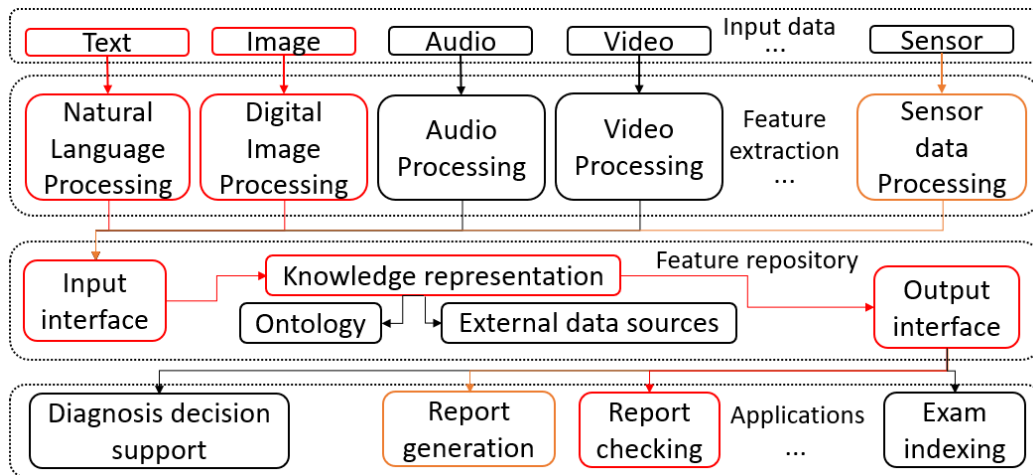 Text
Image
Audio
Video
Input data
...
Sensor
Natural
Language
Processing
Digital
Image
Processing
Audio
Processing
Video
Processing
Feature
extraction
...
Sensor
data
Processing
Input
interface
Knowledge representation
Ontology
External data sources
Feature repository
Output
interface
Diagnosis decision
support
Report
generation
Report
checking
Applications
...
Exam
indexing